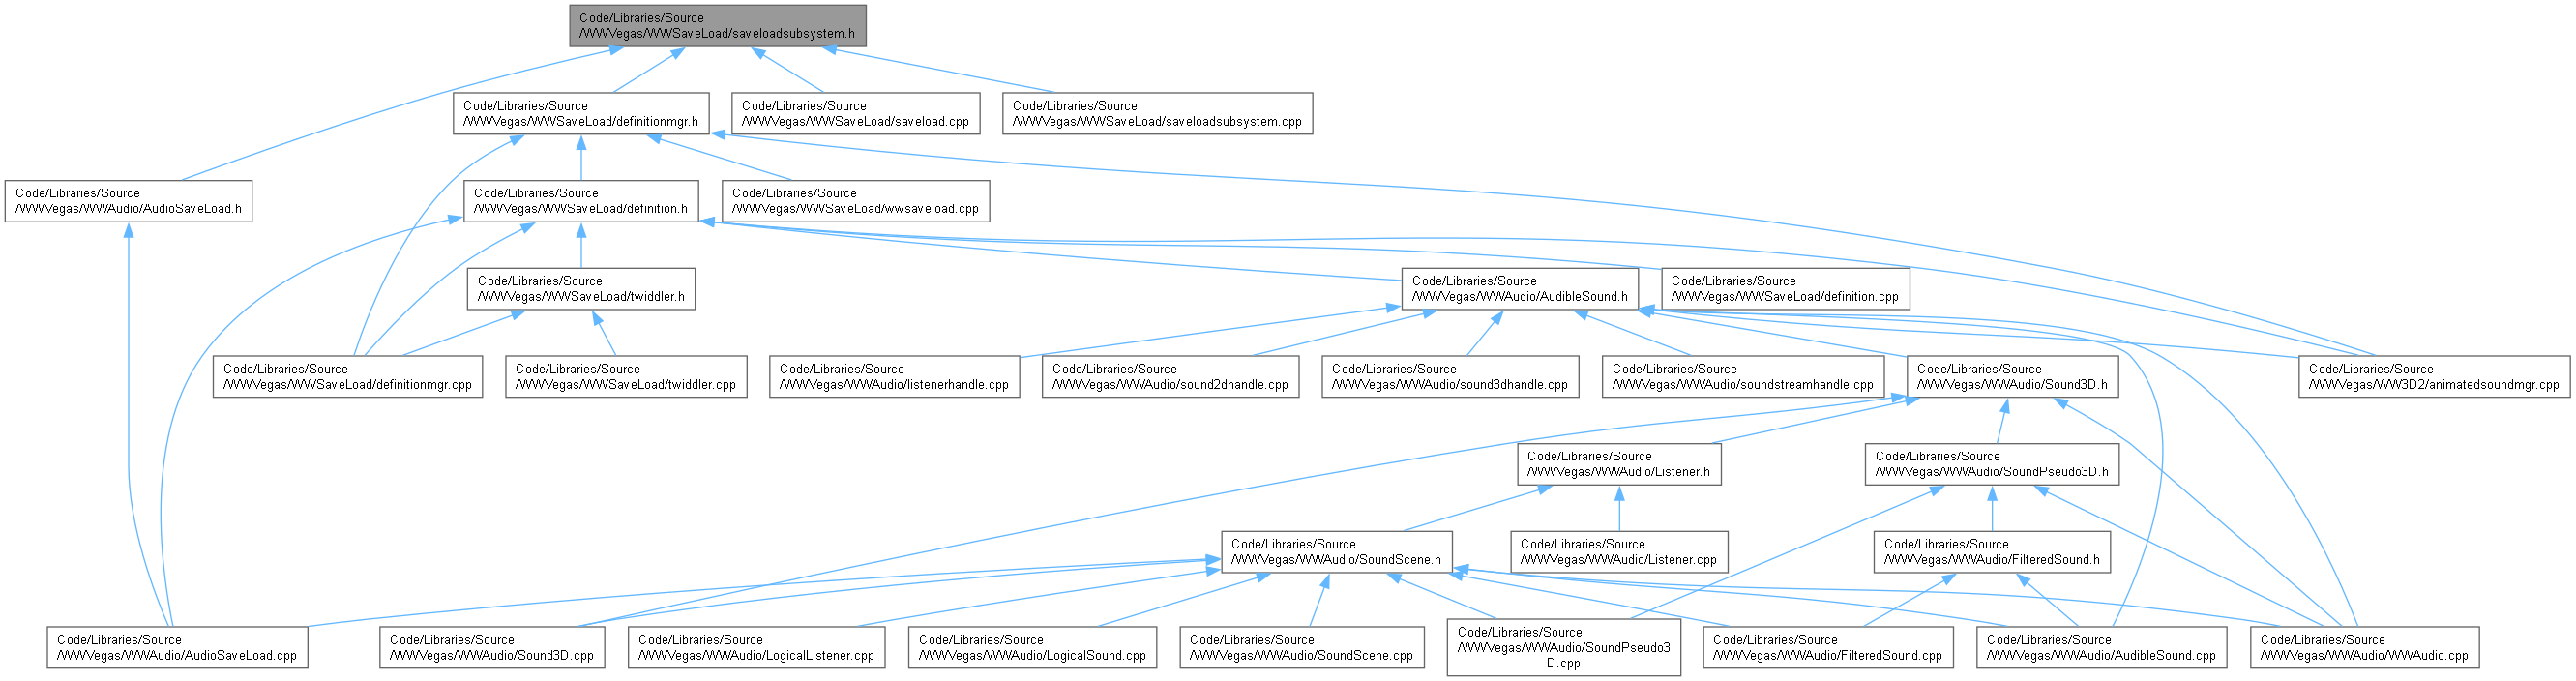 Code/Libraries/Source
/WWVegas/WWSaveLoad/saveloadsubsystem.h
Code/Libraries/Source
/WWVegas/WWSaveLoad/definitionmgr.h
Code/Libraries/Source
/WWVegas/WWSaveLoad/saveload.cpp
Code/Libraries/Source
/WWVegas/WWSaveLoad/saveloadsubsystem.cpp
Code/Libraries/Source
/WWVegas/WWAudio/AudioSaveLoad.h
Code/Libraries/Source
/WWVegas/WWSaveLoad/definition.h
Code/Libraries/Source
/WWVegas/WWSaveLoad/wwsaveload.cpp
Code/Libraries/Source
/WWVegas/WWSaveLoad/twiddler.h
Code/Libraries/Source
/WWVegas/WWAudio/AudibleSound.h
Code/Libraries/Source
/WWVegas/WWSaveLoad/definition.cpp
Code/Libraries/Source
/WWVegas/WWSaveLoad/definitionmgr.cpp
Code/Libraries/Source
/WWVegas/WWSaveLoad/twiddler.cpp
Code/Libraries/Source
/WWVegas/WWAudio/listenerhandle.cpp
Code/Libraries/Source
/WWVegas/WWAudio/sound2dhandle.cpp
Code/Libraries/Source
/WWVegas/WWAudio/sound3dhandle.cpp
Code/Libraries/Source
/WWVegas/WWAudio/soundstreamhandle.cpp
Code/Libraries/Source
/WWVegas/WWAudio/Sound3D.h
Code/Libraries/Source
/WWVegas/WW3D2/animatedsoundmgr.cpp
Code/Libraries/Source
/WWVegas/WWAudio/Listener.h
Code/Libraries/Source
/WWVegas/WWAudio/SoundPseudo3D.h
Code/Libraries/Source
/WWVegas/WWAudio/SoundScene.h
Code/Libraries/Source
/WWVegas/WWAudio/Listener.cpp
Code/Libraries/Source
/WWVegas/WWAudio/FilteredSound.h
Code/Libraries/Source
/WWVegas/WWAudio/AudioSaveLoad.cpp
Code/Libraries/Source
/WWVegas/WWAudio/Sound3D.cpp
Code/Libraries/Source
/WWVegas/WWAudio/LogicalListener.cpp
Code/Libraries/Source
/WWVegas/WWAudio/LogicalSound.cpp
Code/Libraries/Source
/WWVegas/WWAudio/SoundScene.cpp
Code/Libraries/Source
/WWVegas/WWAudio/SoundPseudo3
D.cpp
Code/Libraries/Source
/WWVegas/WWAudio/FilteredSound.cpp
Code/Libraries/Source
/WWVegas/WWAudio/AudibleSound.cpp
Code/Libraries/Source
/WWVegas/WWAudio/WWAudio.cpp